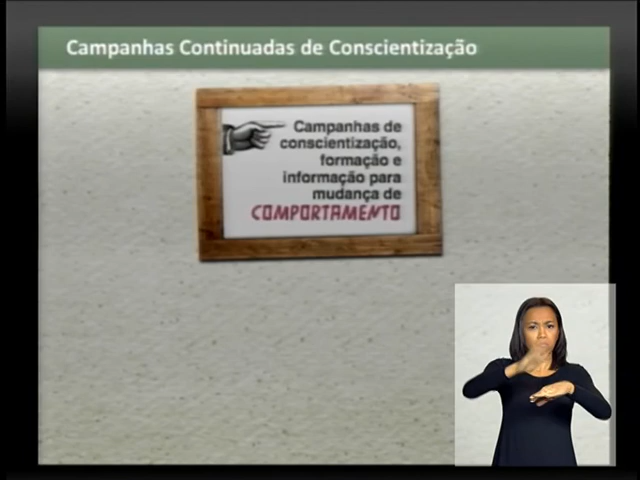 Campanhas Continuadas de Conscientização
Campanhas de
conscientização,
formação e
informação para
mudança de
COMPORTAMENTO